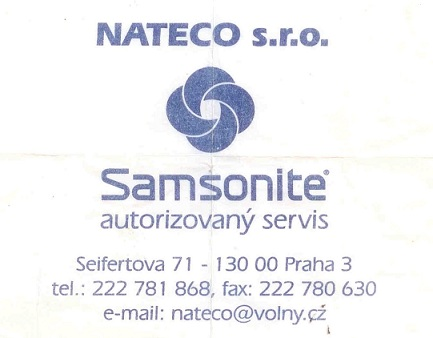 NATECO s.r.o.
Samsonite®
autorizovaný servis
Seifertova 71 - 130 00 Praha 3
tel.: 222 781 868, fax: 222 780 630
e-mail: nateco@volny.cz